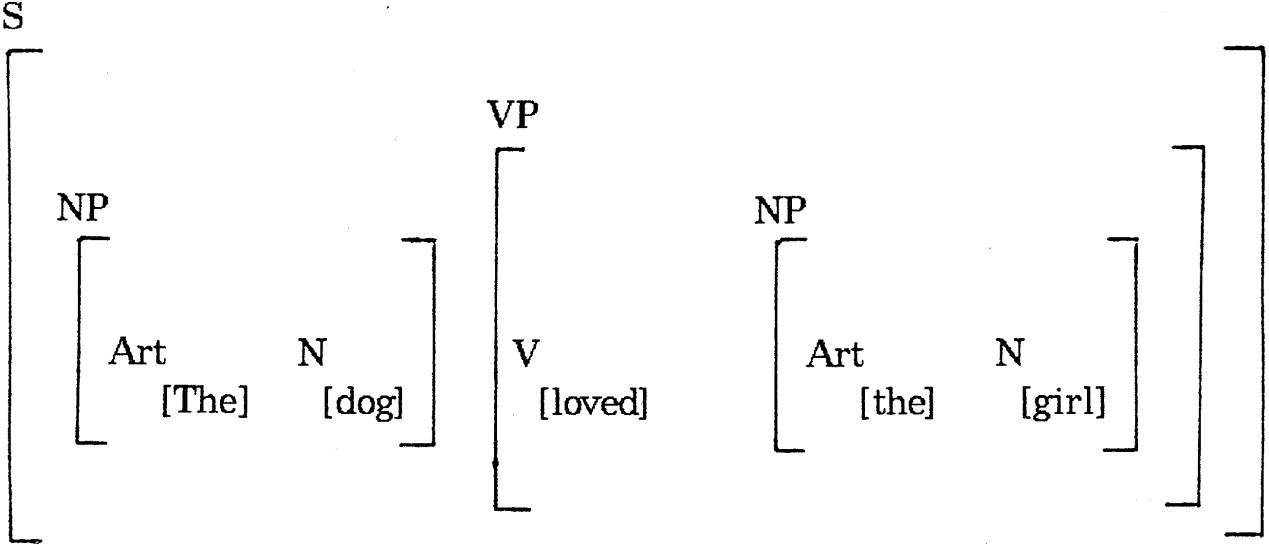 S
VP
NP NP
Art N V Art N
[The] [dog] [loved] [the] [girl]